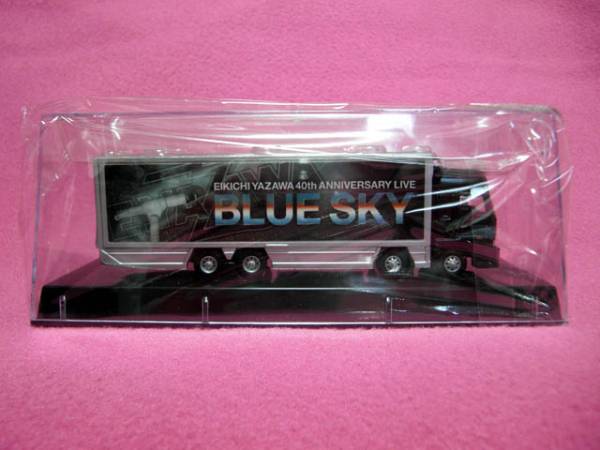 EIKICHI YAZAWA 40th ANNIVERSARY LIVE
BLUE SKY